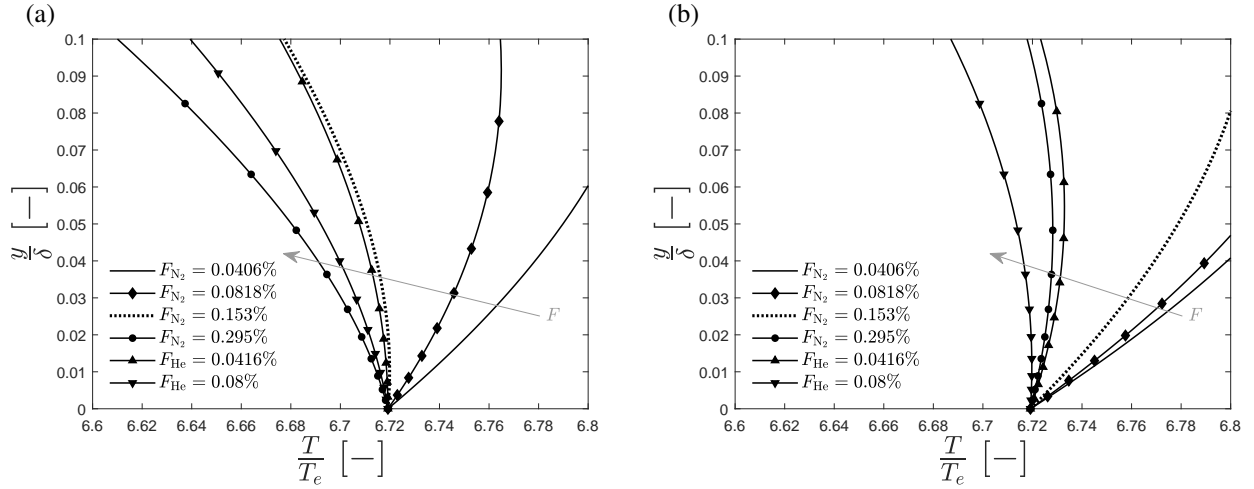 (a)
0.1
0.09
0.08
0.07
0.06
0.05
0.04
0.03
0.02
0.01
0
y/δ [—]
F_N₂ = 0.0406%
F_N₂ = 0.0818%
F_N₂ = 0.153%
F_N₂ = 0.295%
F_He = 0.0416%
F_He = 0.08%
F
6.6 6.62 6.64 6.66 6.68 6.7 6.72 6.74 6.76 6.78 6.8
T/T_e [—]
(b)
0.1
0.09
0.08
0.07
0.06
0.05
0.04
0.03
0.02
0.01
0
y/δ [—]
F_N₂ = 0.0406%
F_N₂ = 0.0818%
F_N₂ = 0.153%
F_N₂ = 0.295%
F_He = 0.0416%
F_He = 0.08%
F
6.6 6.62 6.64 6.66 6.68 6.7 6.72 6.74 6.76 6.78 6.8
T/T_e [—]